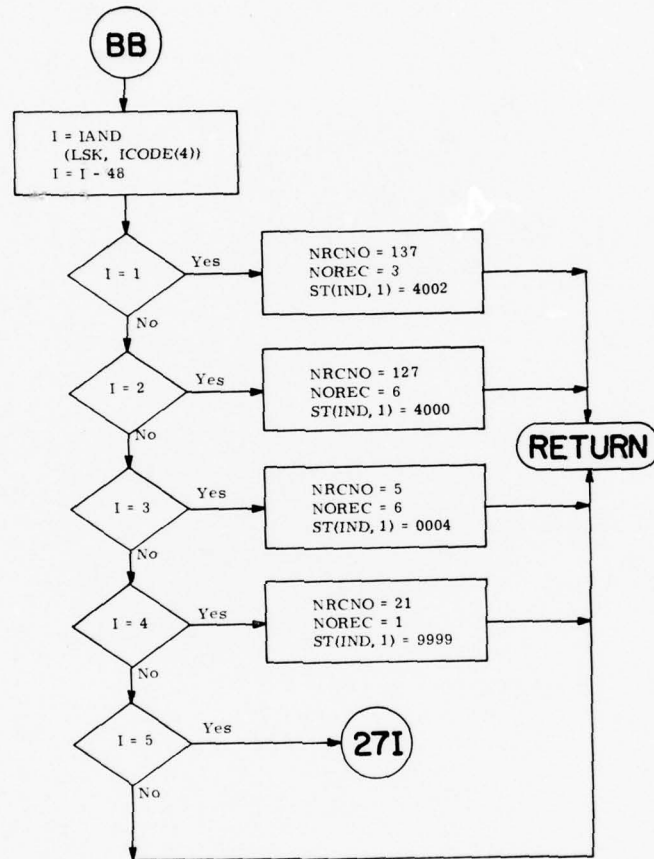 BB
I = IAND
(LSK, ICODE(4))
I = I - 48
I = 1
Yes
NRCNO = 137
NOREC = 3
ST(IND, 1) = 4002
No
I = 2
Yes
NRCNO = 127
NOREC = 6
ST(IND, 1) = 4000
No
RETURN
I = 3
Yes
NRCNO = 5
NOREC = 6
ST(IND, 1) = 0004
No
I = 4
Yes
NRCNO = 21
NOREC = 1
ST(IND, 1) = 9999
No
I = 5
Yes
27I
No